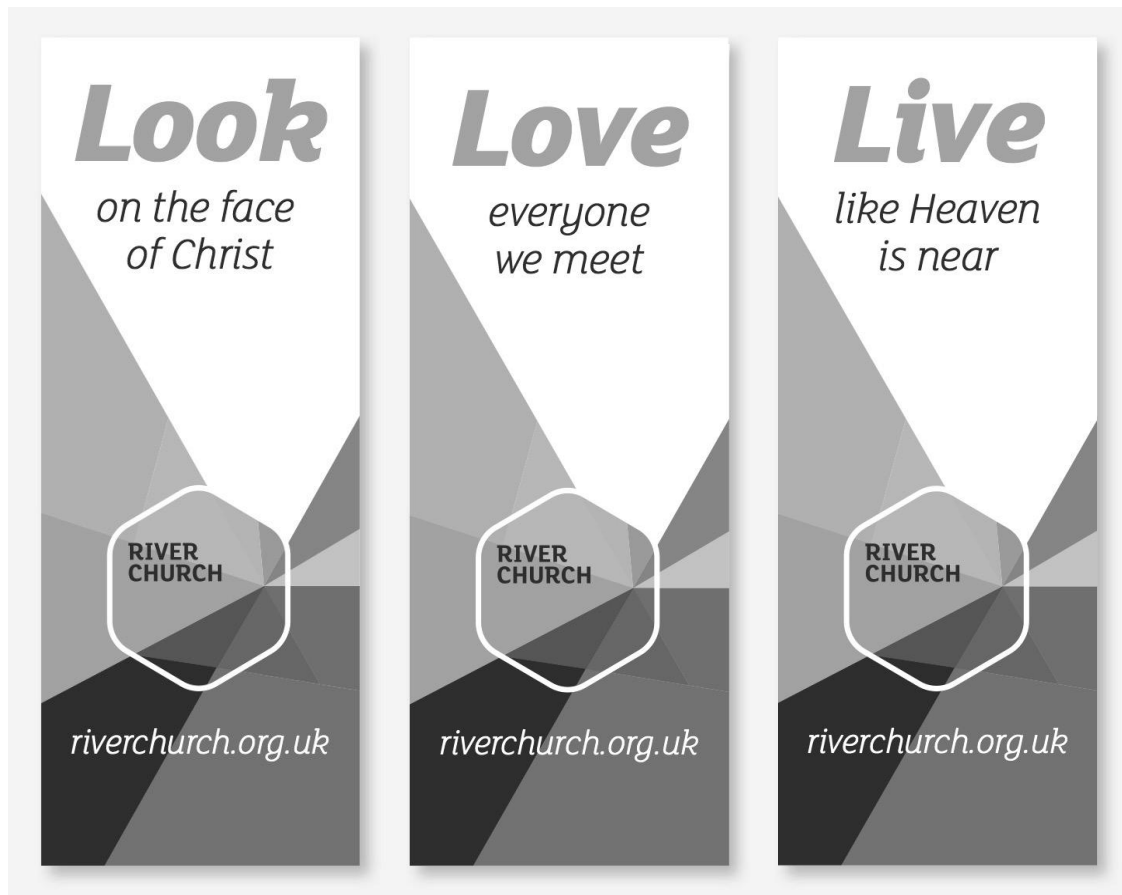 Look
on the face
of Christ
RIVER
CHURCH
riverchurch.org.uk
Love
everyone
we meet
RIVER
CHURCH
riverchurch.org.uk
Live
like Heaven
is near
RIVER
CHURCH
riverchurch.org.uk